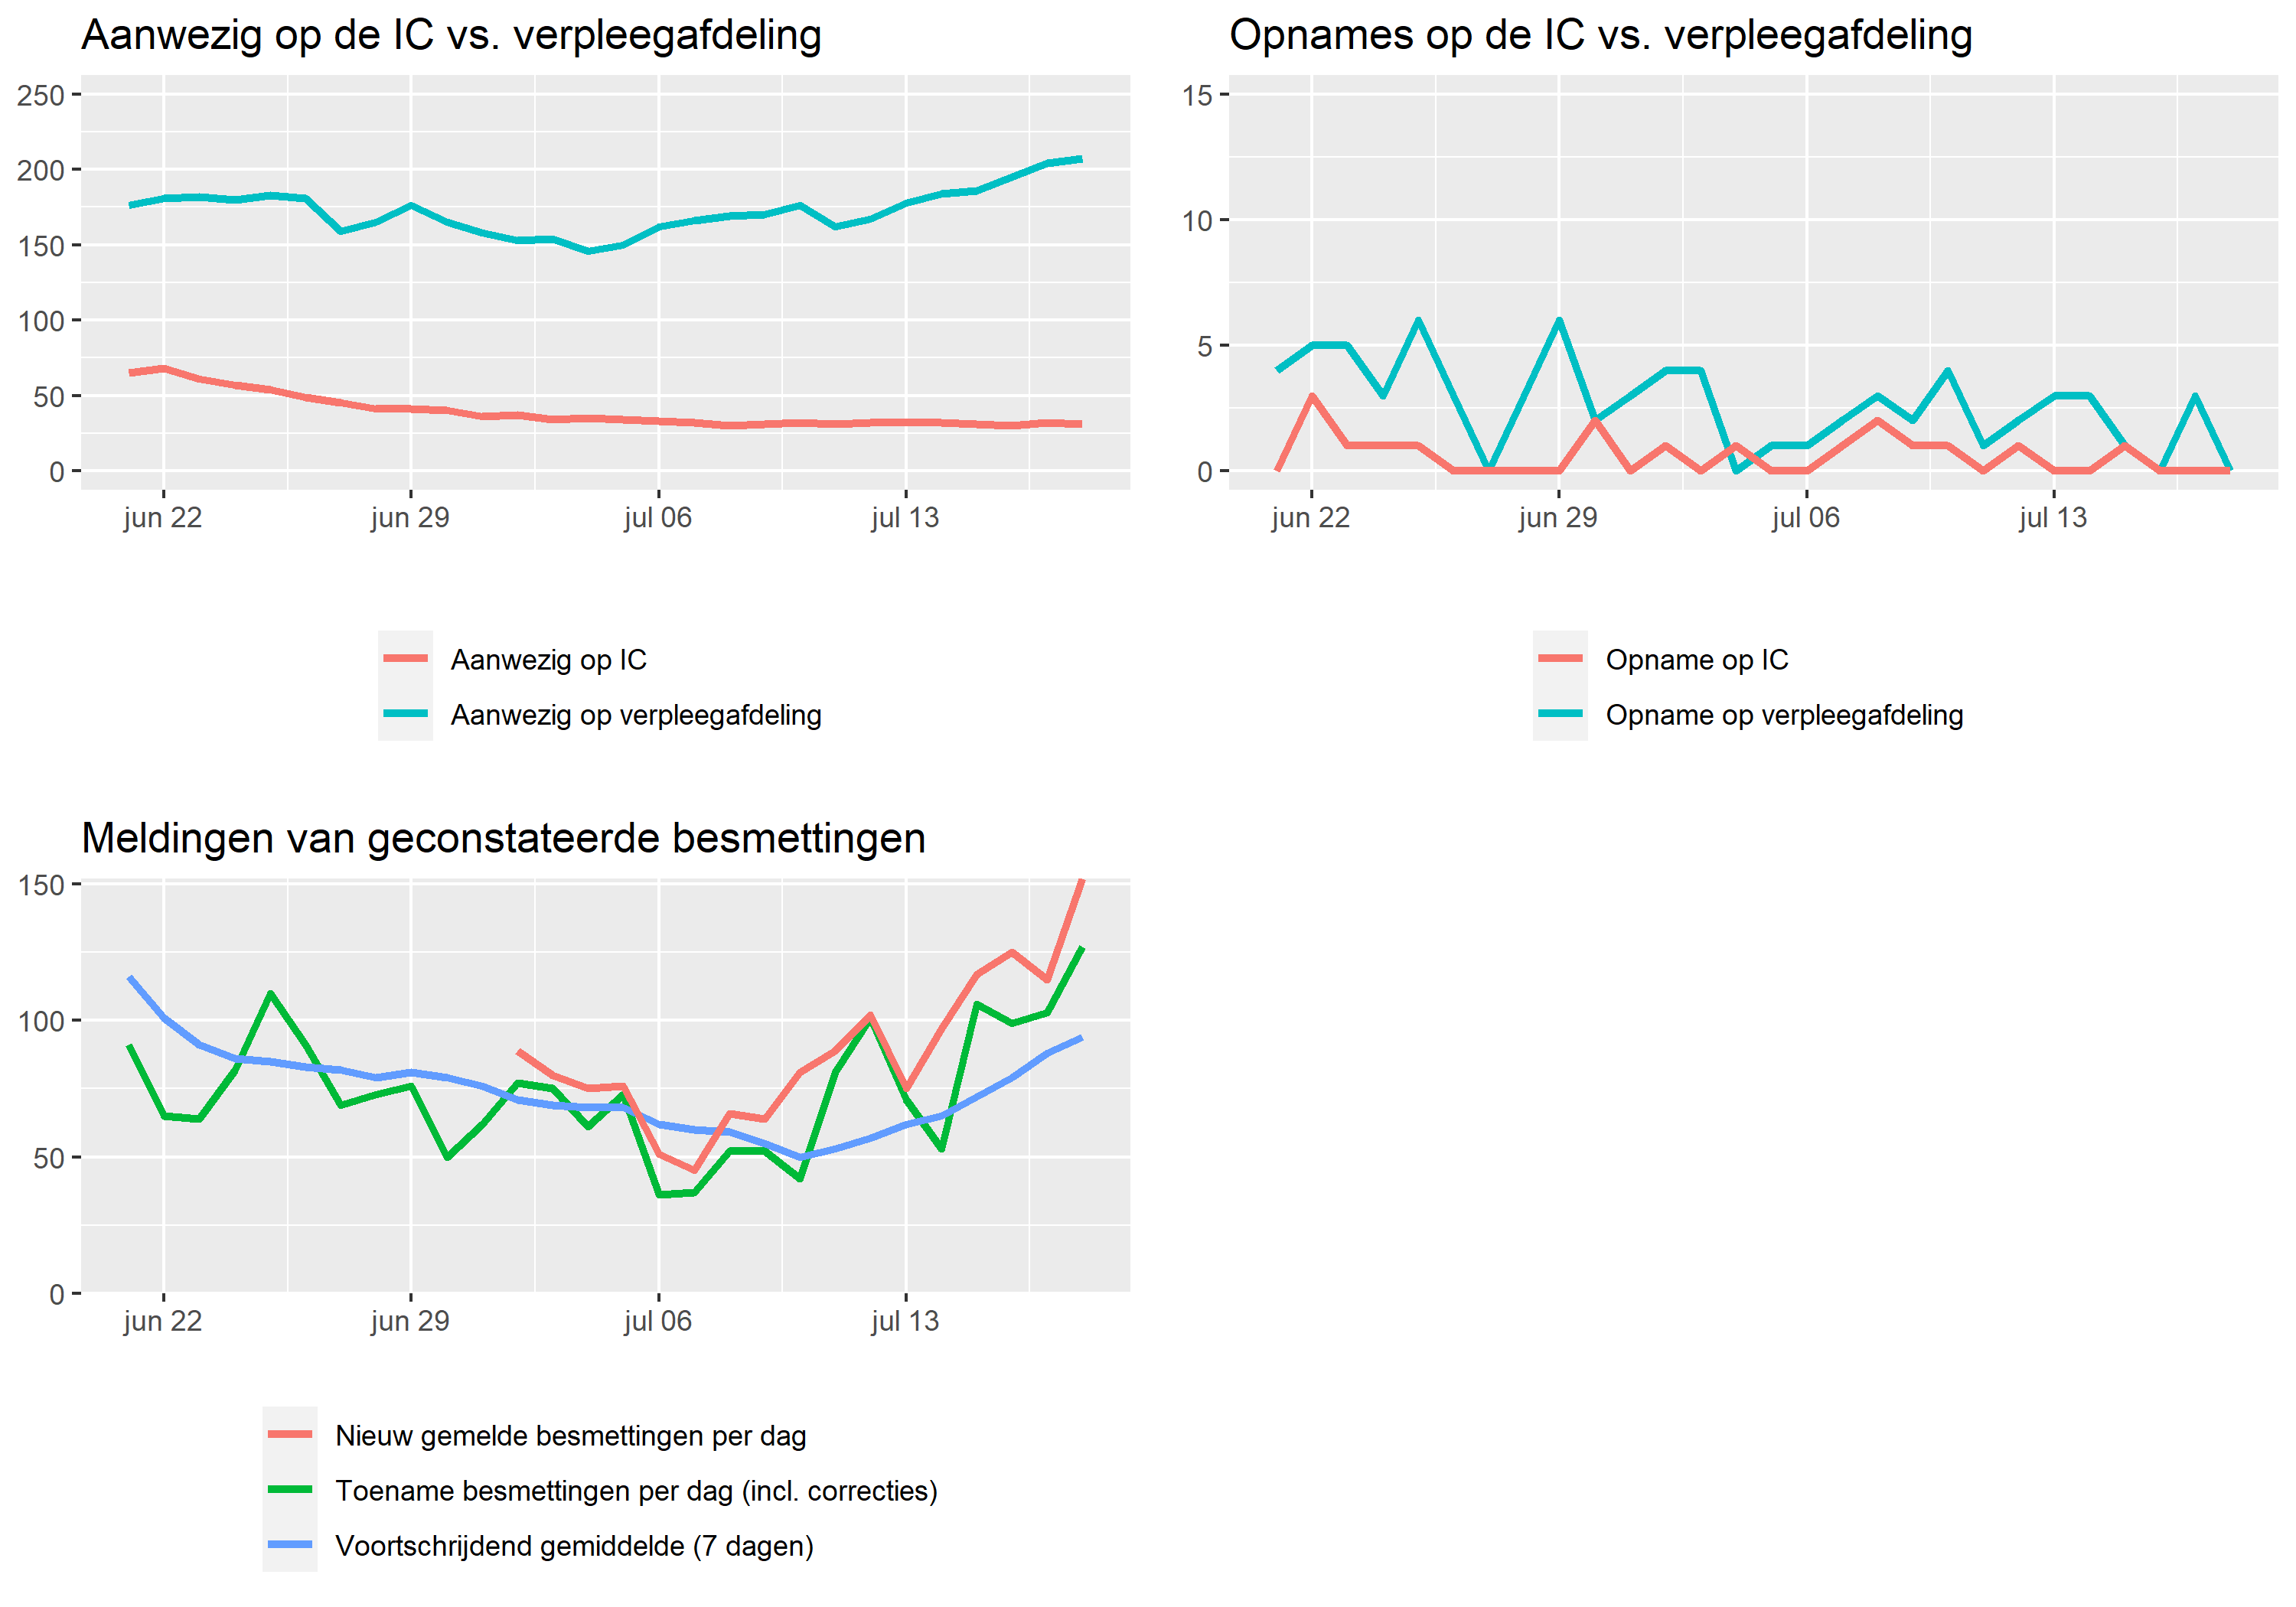 Aanwezig op de IC vs. verpleegafdeling
250
200
150
100
50
0
jun 22 jun 29 jul 06 jul 13
Aanwezig op IC
Aanwezig op verpleegafdeling
Opnames op de IC vs. verpleegafdeling
15
10
5
0
jun 22 jun 29 jul 06 jul 13
Opname op IC
Opname op verpleegafdeling
Meldingen van geconstateerde besmettingen
150
100
50
0
jun 22 jun 29 jul 06 jul 13
Nieuw gemelde besmettingen per dag
Toename besmettingen per dag (incl. correcties)
Voortschrijdend gemiddelde (7 dagen)